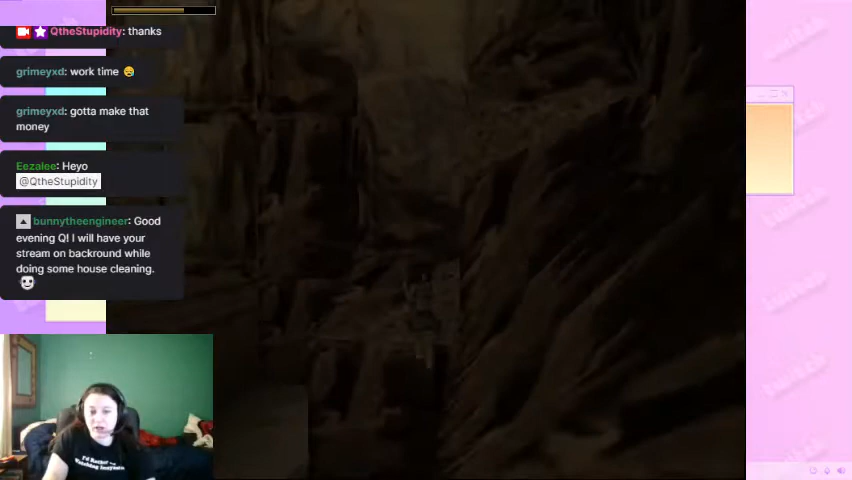 QtheStupidity: thanks
grimeyxd: work time
grimeyxd: gotta make that
money
Eezalee: Heyo
@QtheStupidity
bunnytheengineer: Good
evening Q! I will have your
stream on backround while
doing some house cleaning.
I'd Rather